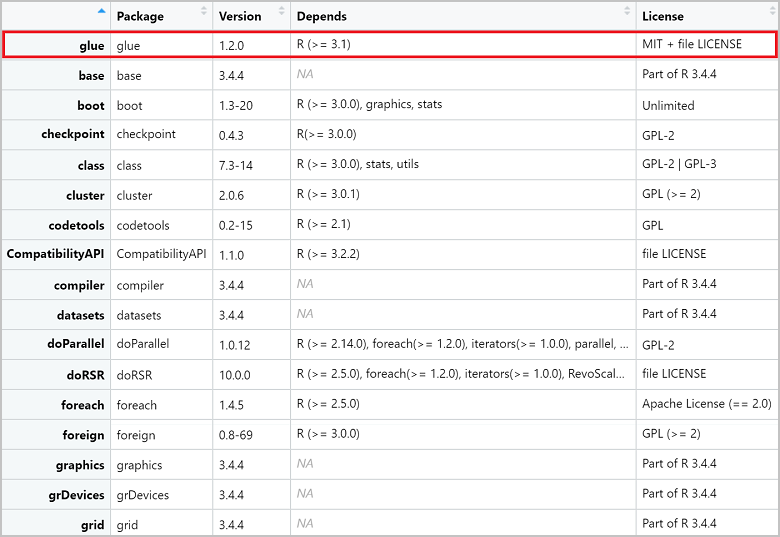 Package Version Depends License
glue glue 1.2.0 R (>= 3.1) MIT + file LICENSE
base base 3.4.4 NA Part of R 3.4.4
boot boot 1.3-20 R (>= 3.0.0), graphics, stats Unlimited
checkpoint checkpoint 0.4.3 R(>= 3.0.0) GPL-2
class class 7.3-14 R (>= 3.0.0), stats, utils GPL-2 | GPL-3
cluster cluster 2.0.6 R (>= 3.0.1) GPL (>= 2)
codetools codetools 0.2-15 R (>= 2.1) GPL
CompatibilityAPI CompatibilityAPI 1.1.0 R (>= 3.2.2) file LICENSE
compiler compiler 3.4.4 NA Part of R 3.4.4
datasets datasets 3.4.4 NA Part of R 3.4.4
doParallel doParallel 1.0.12 R (>= 2.14.0), foreach(>= 1.2.0), iterators(>= 1.0.0), parallel, ... GPL-2
doRSR doRSR 10.0.0 R (>= 2.5.0), foreach(>= 1.2.0), iterators(>= 1.0.0), RevoScal... file LICENSE
foreach foreach 1.4.5 R (>= 2.5.0) Apache License (== 2.0)
foreign foreign 0.8-69 R (>= 3.0.0) GPL (>= 2)
graphics graphics 3.4.4 NA Part of R 3.4.4
grDevices grDevices 3.4.4 NA Part of R 3.4.4
grid grid 3.4.4 NA Part of R 3.4.4